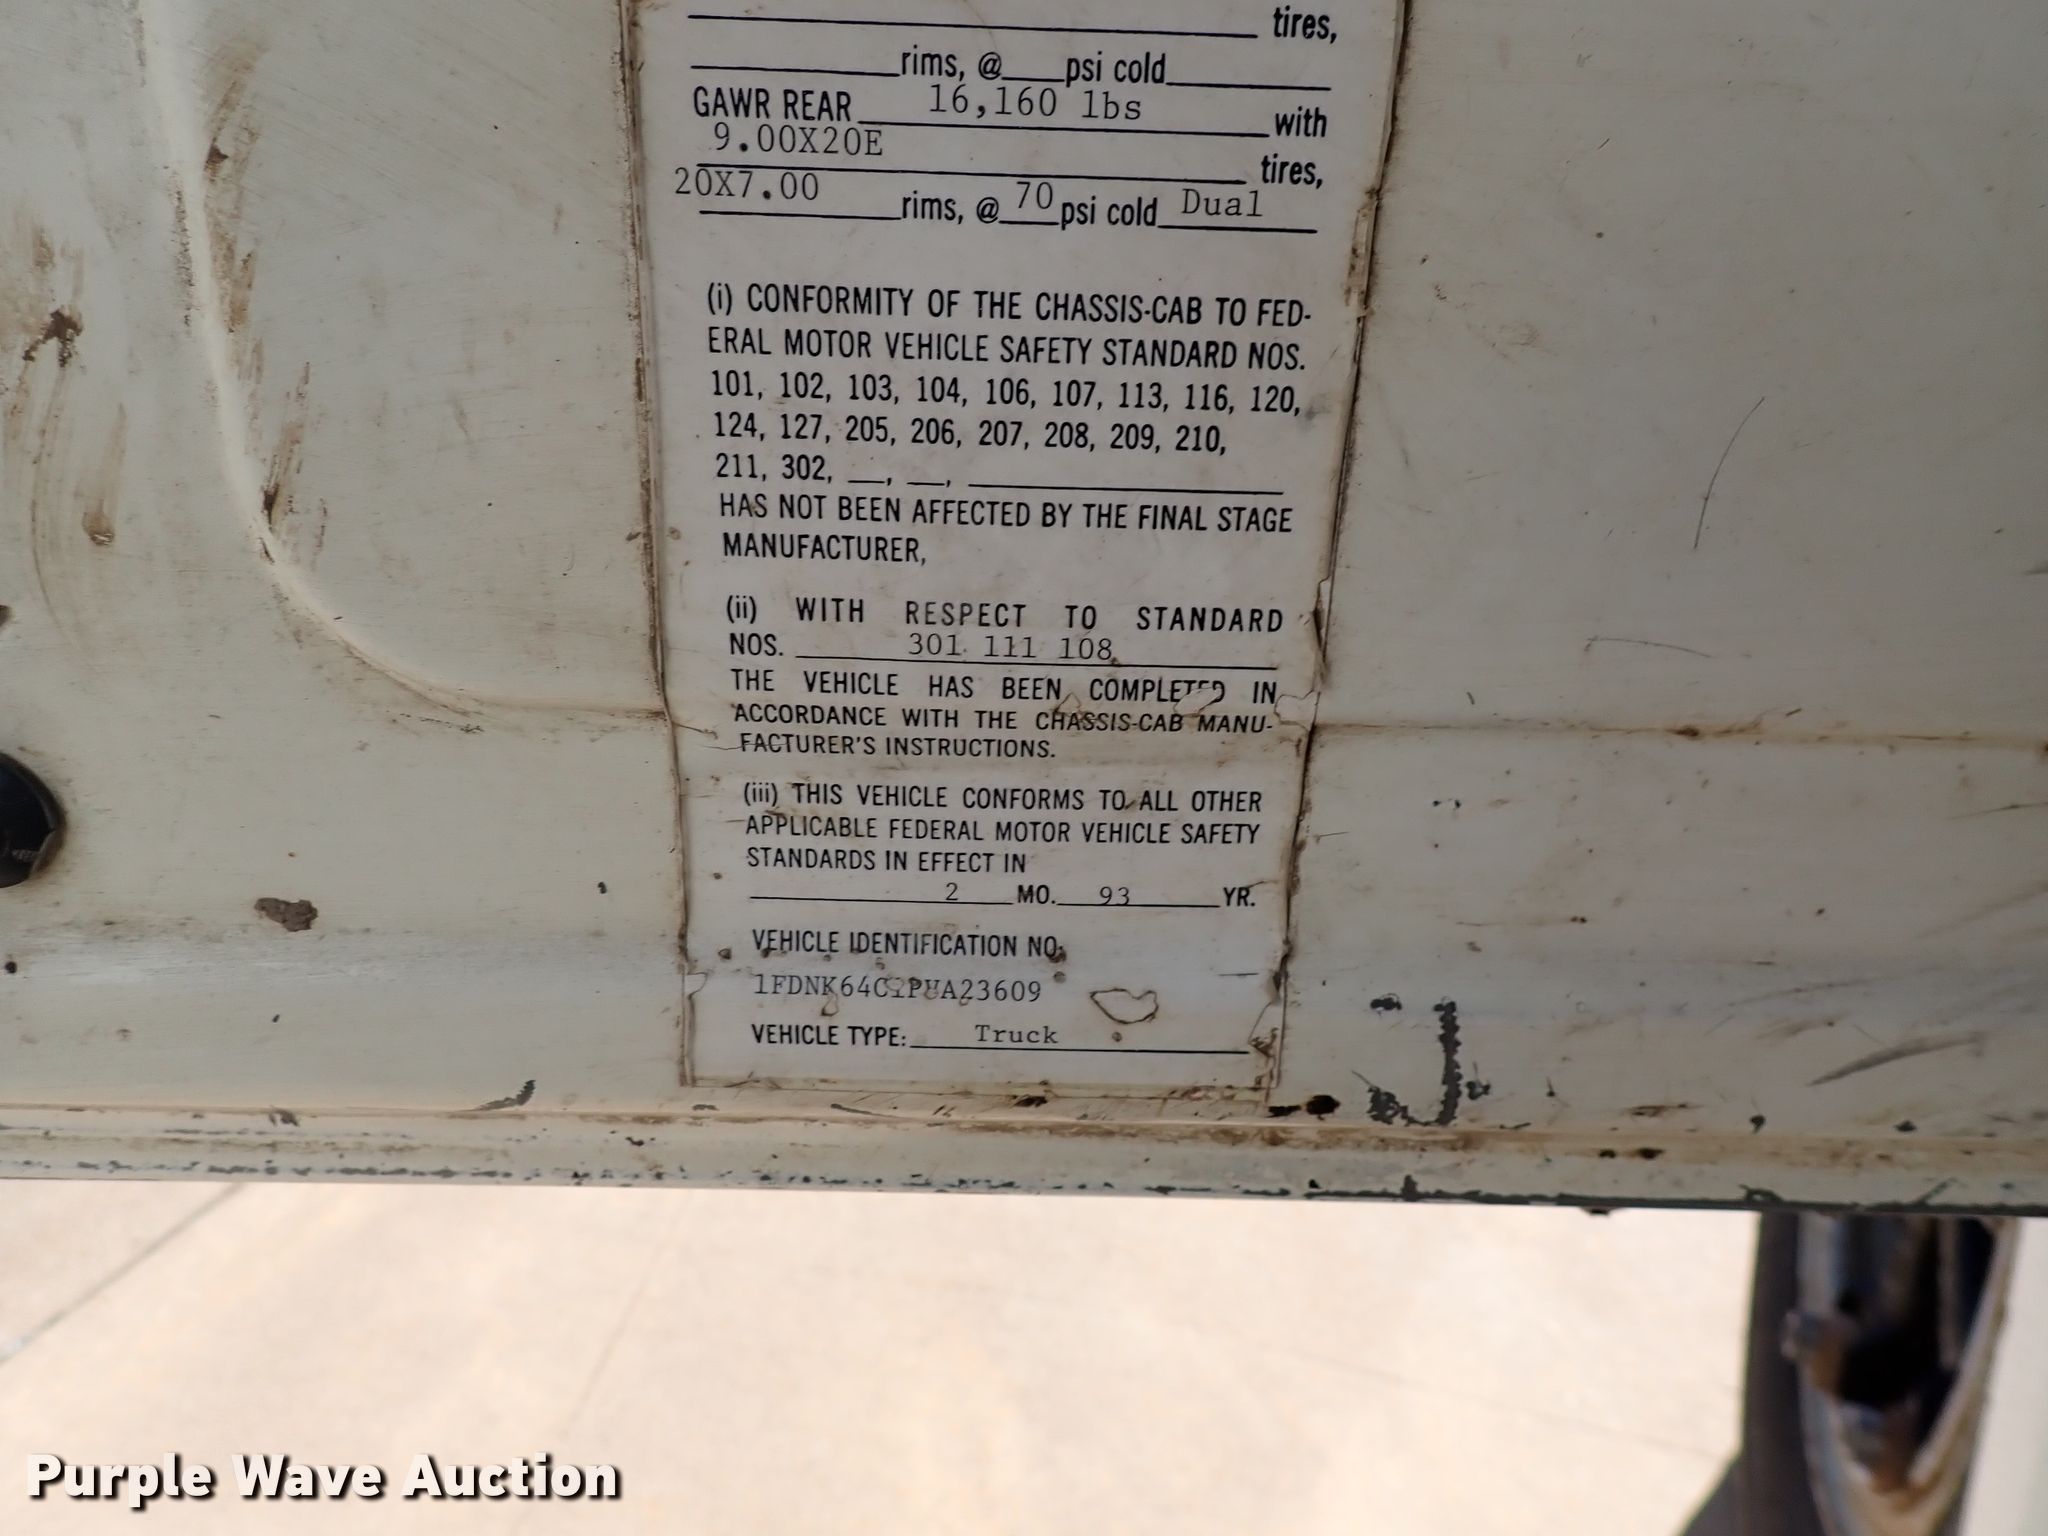 tires,
rims, @ psi cold
GAWR REAR 16,160 lbs with
9.00X20E tires,
20X7.00 rims, @ 70 psi cold Dual
(i) CONFORMITY OF THE CHASSIS-CAB TO FED-
ERAL MOTOR VEHICLE SAFETY STANDARD NOS.
101, 102, 103, 104, 106, 107, 113, 116, 120,
124, 127, 205, 206, 207, 208, 209, 210,
211, 302, __, __,
HAS NOT BEEN AFFECTED BY THE FINAL STAGE
MANUFACTURER,
(ii) WITH RESPECT TO STANDARD
NOS. 301 111 108
THE VEHICLE HAS BEEN COMPLETED IN
ACCORDANCE WITH THE CHASSIS-CAB MANU-
FACTURER'S INSTRUCTIONS.
(iii) THIS VEHICLE CONFORMS TO ALL OTHER
APPLICABLE FEDERAL MOTOR VEHICLE SAFETY
STANDARDS IN EFFECT IN
2 MO. 93 YR.
VEHICLE IDENTIFICATION NO:
1FDNK64C1PVA23609
VEHICLE TYPE: Truck
Purple Wave Auction